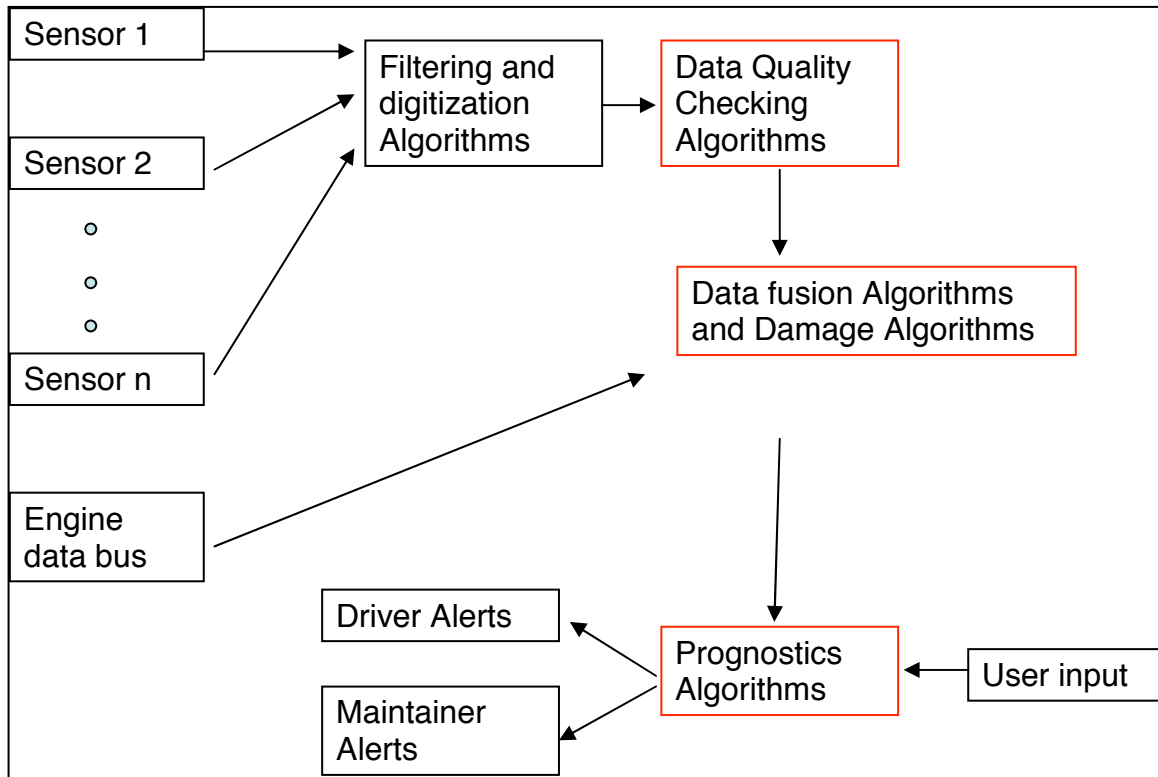 Sensor 1
Filtering and
digitization
Algorithms
Data Quality
Checking
Algorithms
Sensor 2
Data fusion Algorithms
and Damage Algorithms
Sensor n
Engine
data bus
Driver Alerts
Prognostics
Algorithms
User input
Maintainer
Alerts